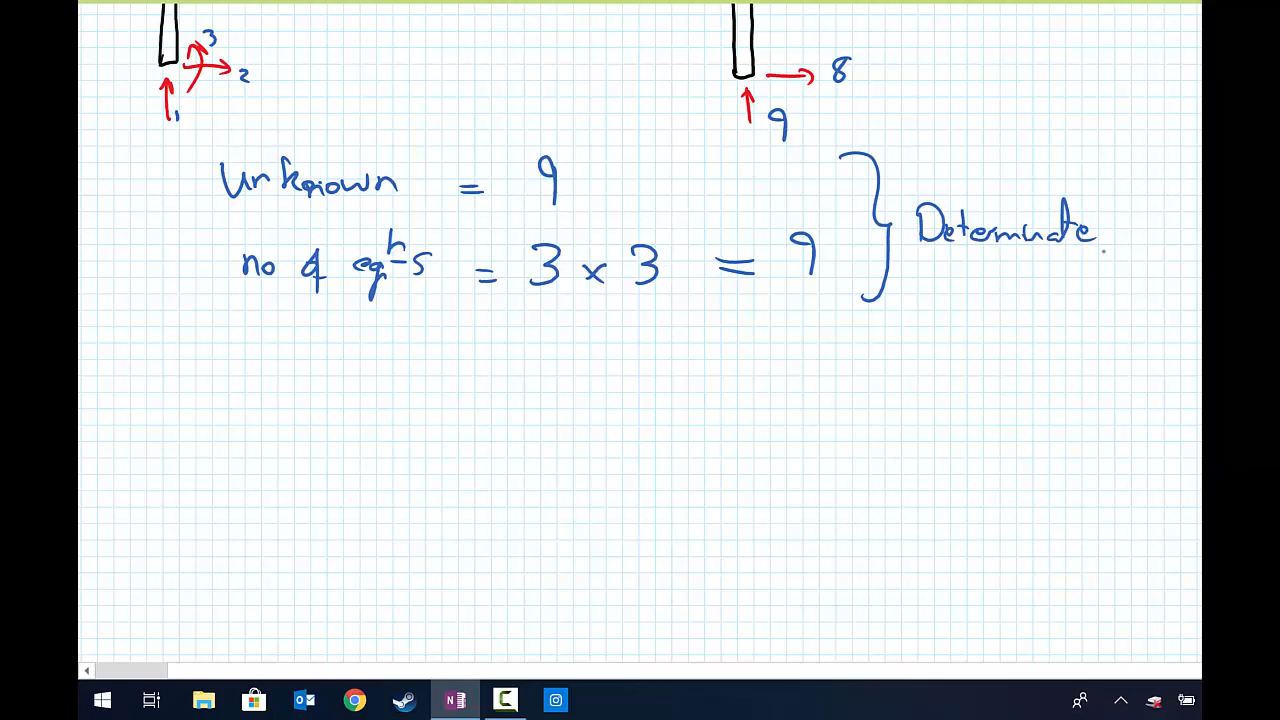 3
2
1
8
9
Unknown = 9
no of eqn-s = 3 x 3 = 9
} Determinate